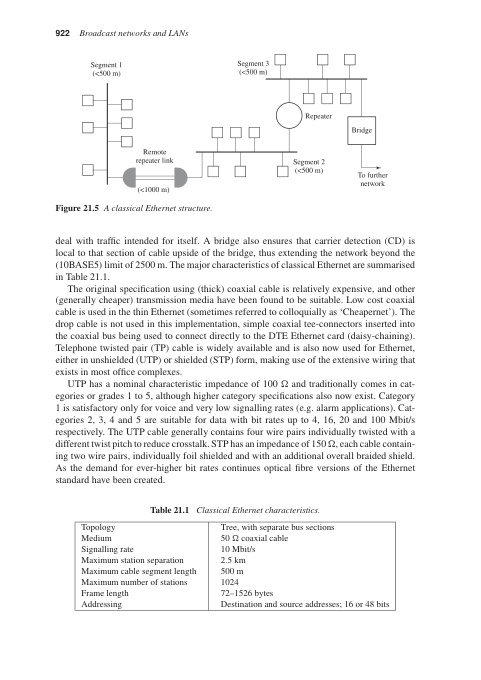 922 Broadcast networks and LANs
Segment 1
(<500 m)
Segment 3
(<500 m)
Repeater
Bridge
Remote
repeater link
(<1000 m)
Segment 2
(<500 m)
To further
network
Figure 21.5 A classical Ethernet structure.
deal with traffic intended for itself. A bridge also ensures that carrier detection (CD) is
local to that section of cable upside of the bridge, thus extending the network beyond the
(10BASE5) limit of 2500 m. The major characteristics of classical Ethernet are summarised
in Table 21.1.
The original specification using (thick) coaxial cable is relatively expensive, and other
(generally cheaper) transmission media have been found to be suitable. Low cost coaxial
cable is used in the thin Ethernet (sometimes referred to colloquially as ‘Cheapernet’). The
drop cable is not used in this implementation, simple coaxial tee-connectors inserted into
the coaxial bus being used to connect directly to the DTE Ethernet card (daisy-chaining).
Telephone twisted pair (TP) cable is widely available and is also now used for Ethernet,
either in unshielded (UTP) or shielded (STP) form, making use of the extensive wiring that
exists in most office complexes.
UTP has a nominal characteristic impedance of 100 Ω and traditionally comes in cat-
egories or grades 1 to 5, although higher category specifications also now exist. Category
1 is satisfactory only for voice and very low signalling rates (e.g. alarm applications). Cat-
egories 2, 3, 4 and 5 are suitable for data with bit rates up to 4, 16, 20 and 100 Mbit/s
respectively. The UTP cable generally contains four wire pairs individually twisted with a
different twist pitch to reduce crosstalk. STP has an impedance of 150 Ω, each cable contain-
ing two wire pairs, individually foil shielded and with an additional overall braided shield.
As the demand for ever-higher bit rates continues optical fibre versions of the Ethernet
standard have been created.
Table 21.1 Classical Ethernet characteristics.
Topology Tree, with separate bus sections
Medium 50 Ω coaxial cable
Signalling rate 10 Mbit/s
Maximum station separation 2.5 km
Maximum cable segment length 500 m
Maximum number of stations 1024
Frame length 72–1526 bytes
Addressing Destination and source addresses; 16 or 48 bits